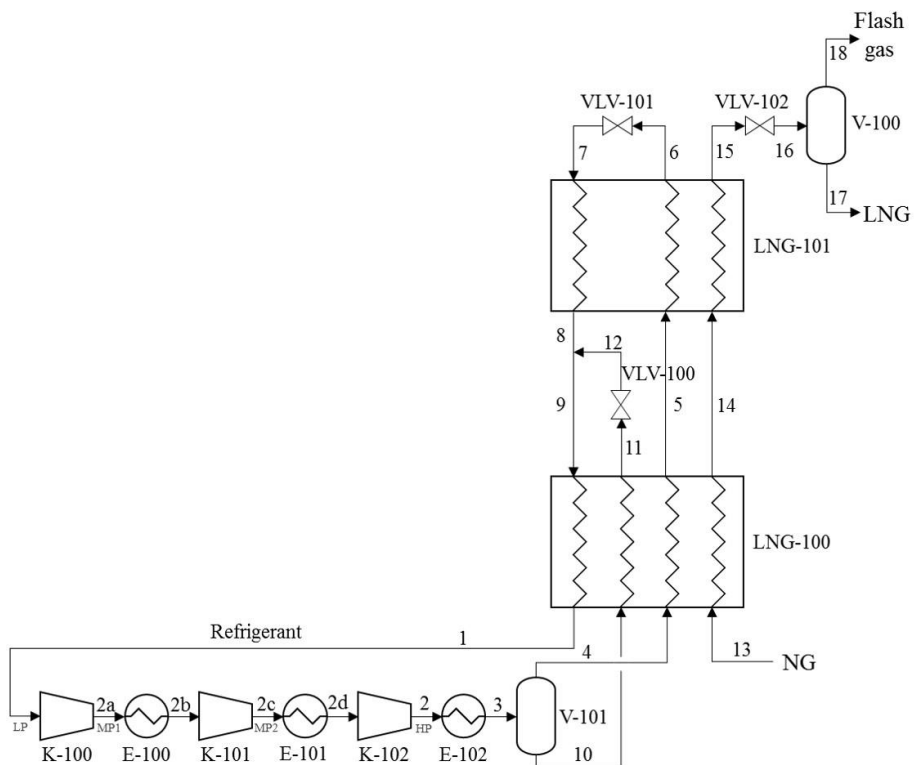 Flash
gas
18
VLV-101
VLV-102
V-100
7
6
15
16
17
LNG
LNG-101
8
12
VLV-100
9
5
14
11
LNG-100
Refrigerant
1
4
13
NG
2a
2b
2c
2d
2
3
V-101
LP
MP1
MP2
HP
K-100
E-100
K-101
E-101
K-102
E-102
10